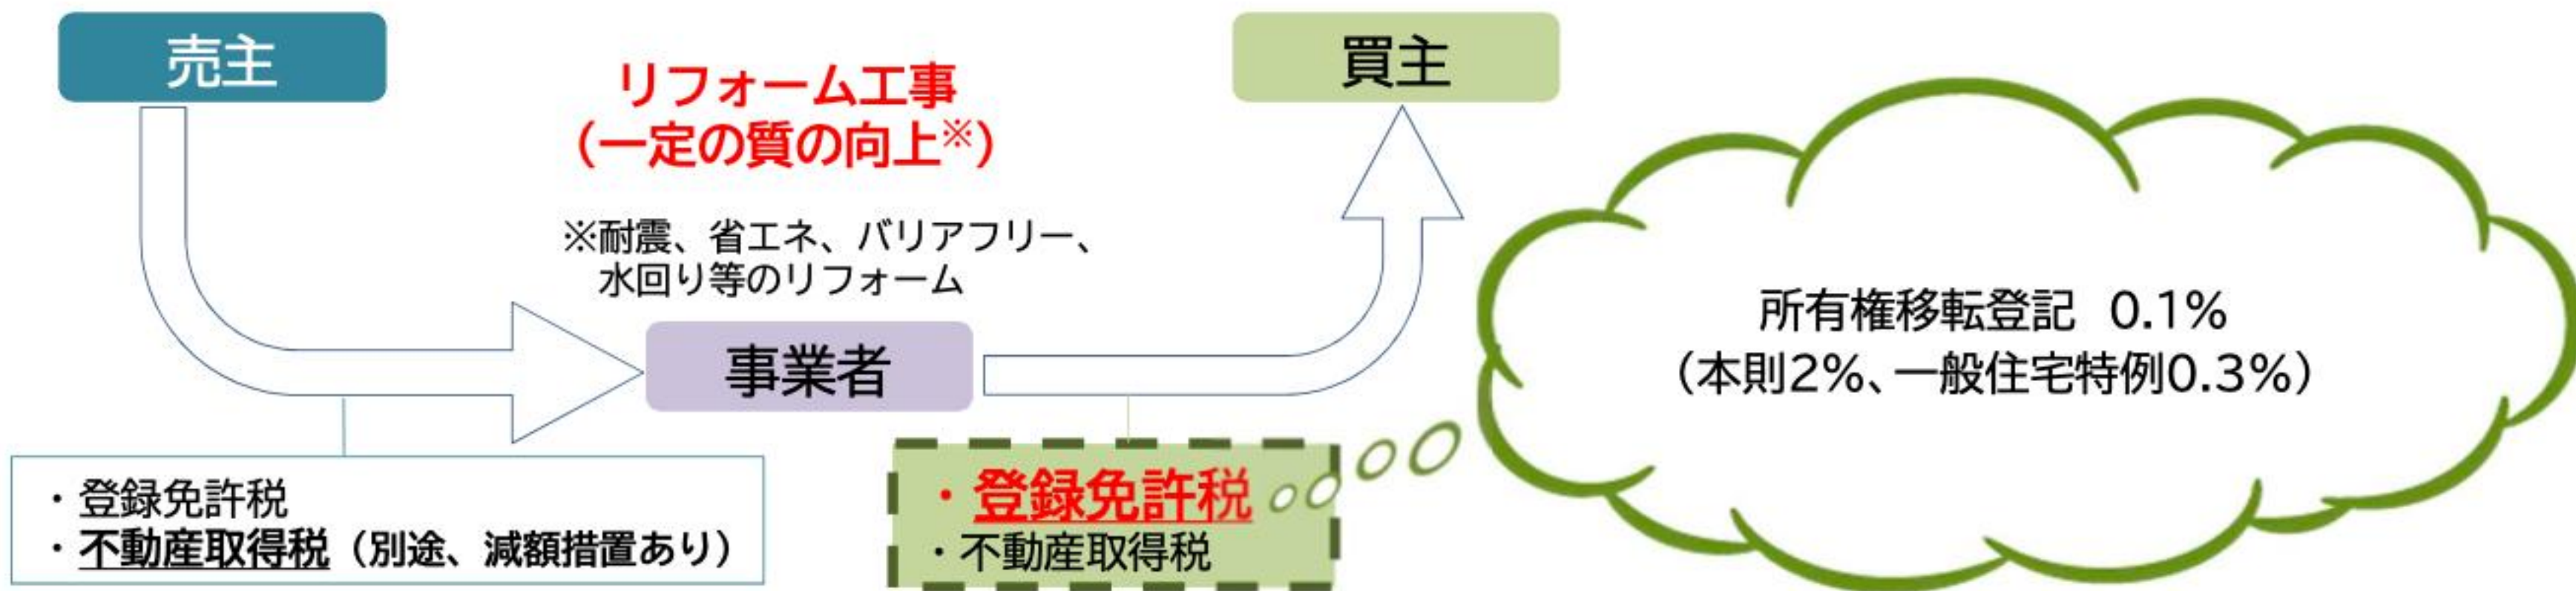 売主
買主
リフォーム工事
（一定の質の向上※）
※耐震、省エネ、バリアフリー、
水回り等のリフォーム
事業者
所有権移転登記　0.1%
（本則2%、一般住宅特例0.3%）
・登録免許税
・不動産取得税（別途、減額措置あり）
・登録免許税
・不動産取得税